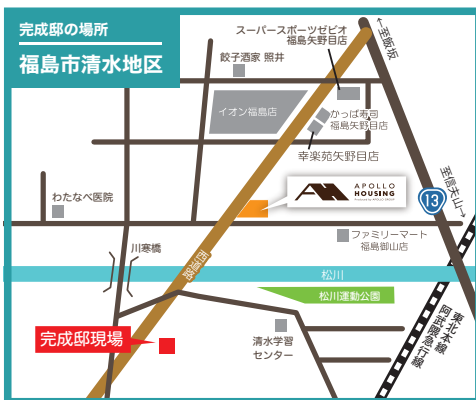 完成邸の場所
福島市清水地区
スーパースポーツゼビオ
福島矢野目店
餃子酒家 照井
←至飯坂
イオン福島店
かっぱ寿司
福島矢野目店
幸楽苑矢野目店
至信夫山→
わたなべ医院
APOLLO
HOUSING
13
ファミリーマート
福島御山店
川寒橋
西道路
松川
松川運動公園
完成邸現場
清水学習
センター
東北本線
阿武隈急行線